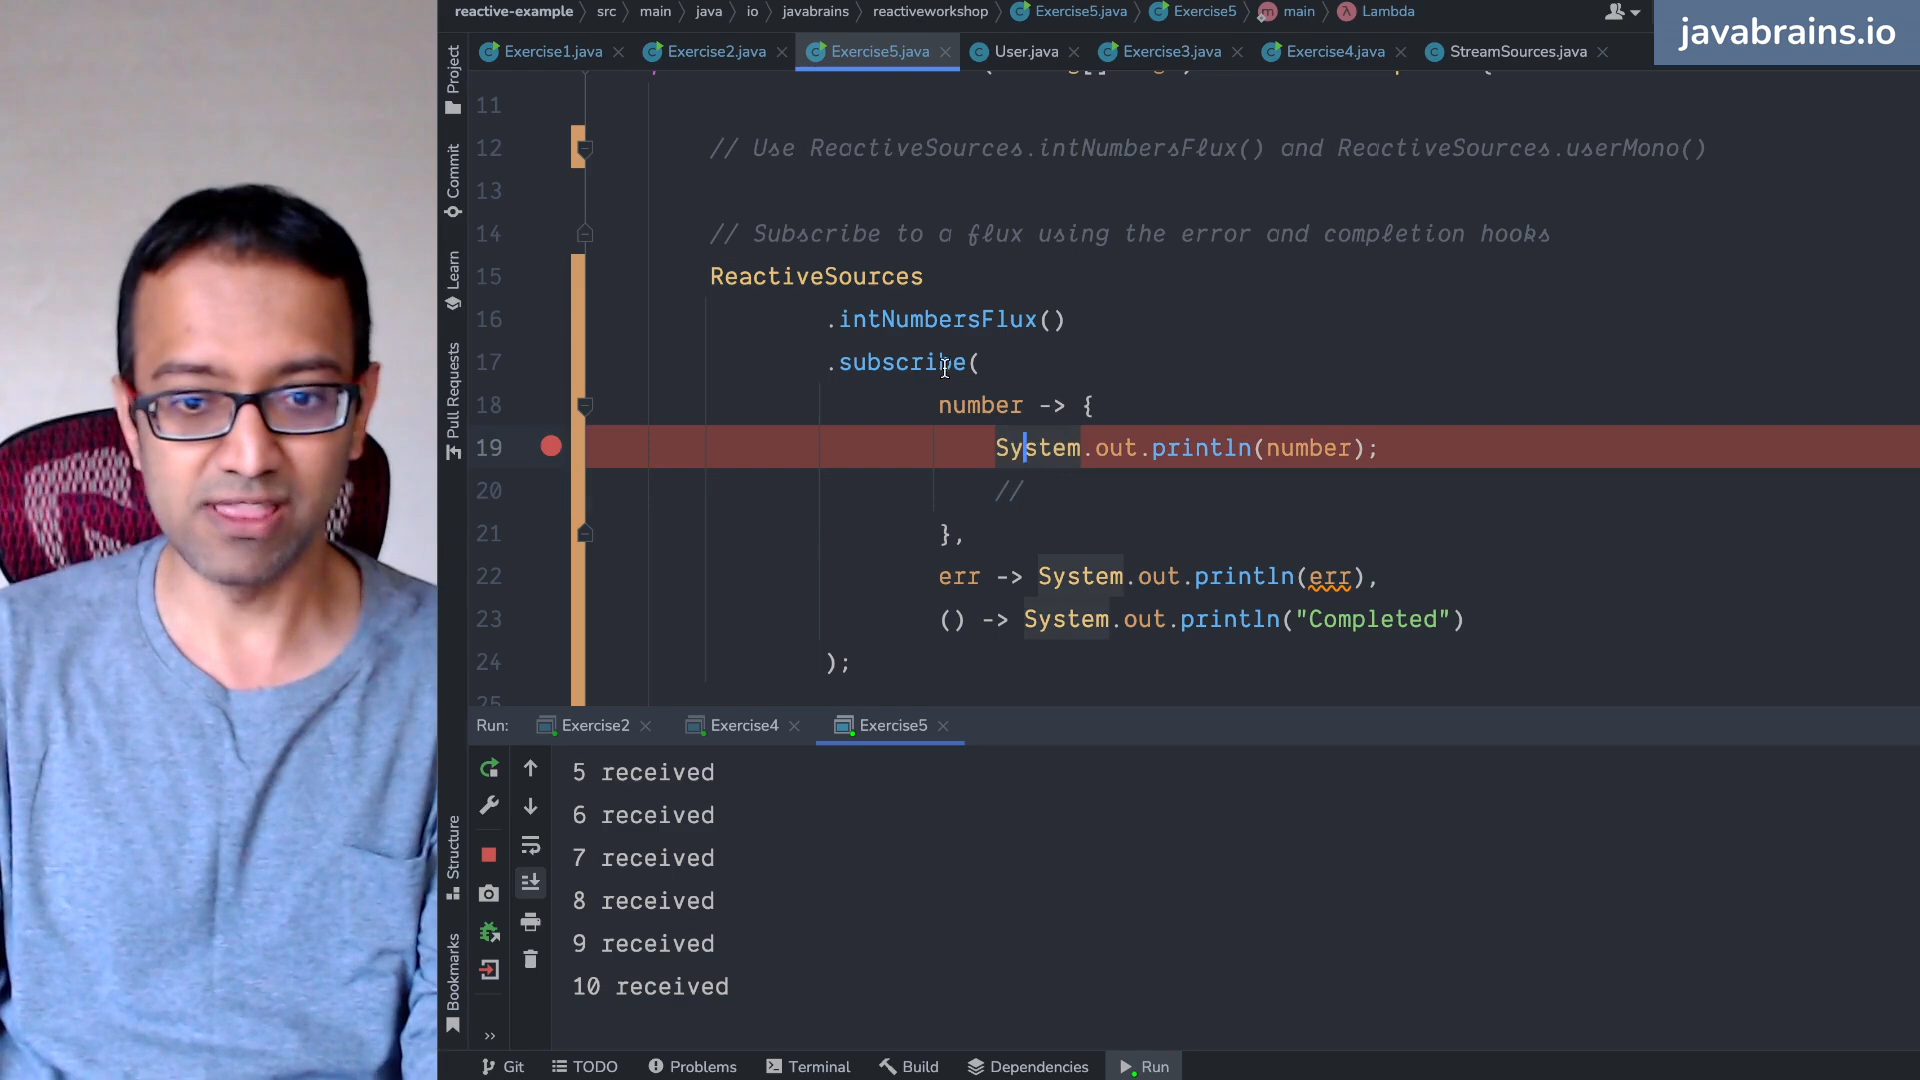 reactive-example > src > main > java > io > javabrains > reactiveworkshop > Exercise5.java > Exercise5 > main > Lambda
javabrains.io
Exercise1.java
Exercise2.java
Exercise5.java
User.java
Exercise3.java
Exercise4.java
StreamSources.java
Project
Commit
Learn
Pull Requests
Structure
Bookmarks
11
12 // Use ReactiveSources.intNumbersFlux() and ReactiveSources.userMono()
13
14 // Subscribe to a flux using the error and completion hooks
15 ReactiveSources
16 .intNumbersFlux()
17 .subscribe(
18 number -> {
19 System.out.println(number);
20 //
21 },
22 err -> System.out.println(err),
23 () -> System.out.println("Completed")
24 );
25
Run: Exercise2 Exercise4 Exercise5
5 received
6 received
7 received
8 received
9 received
10 received
Git TODO Problems Terminal Build Dependencies Run